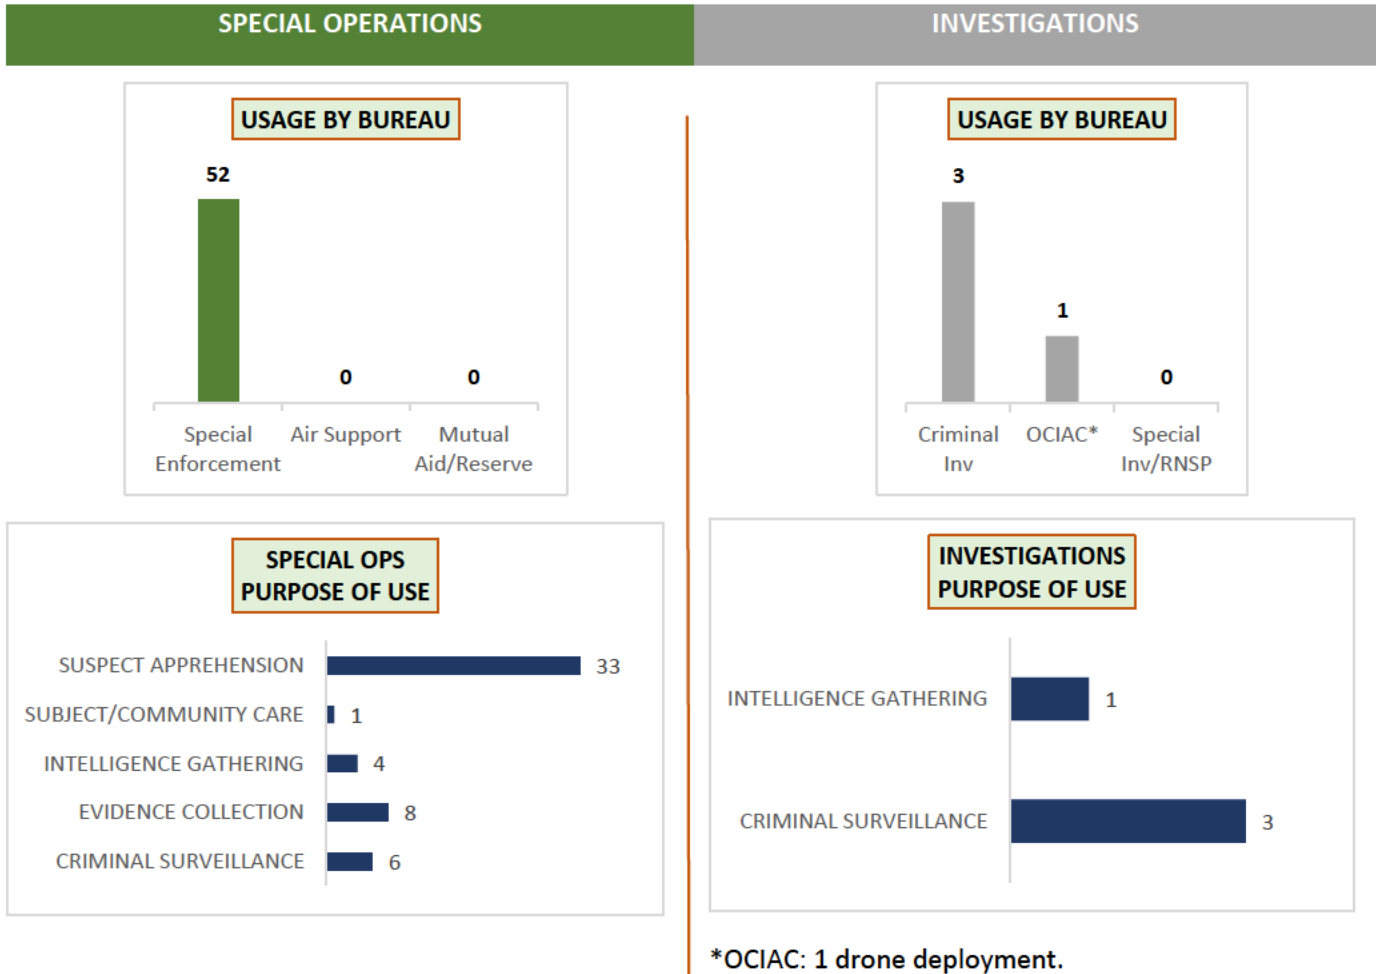 SPECIAL OPERATIONS
INVESTIGATIONS
USAGE BY BUREAU
52
0
0
Special
Enforcement
Air Support
Mutual
Aid/Reserve
USAGE BY BUREAU
3
1
0
Criminal
Inv
OCIAC*
Special
Inv/RNSP
SPECIAL OPS
PURPOSE OF USE
SUSPECT APPREHENSION 33
SUBJECT/COMMUNITY CARE 1
INTELLIGENCE GATHERING 4
EVIDENCE COLLECTION 8
CRIMINAL SURVEILLANCE 6
INVESTIGATIONS
PURPOSE OF USE
INTELLIGENCE GATHERING 1
CRIMINAL SURVEILLANCE 3
*OCIAC: 1 drone deployment.